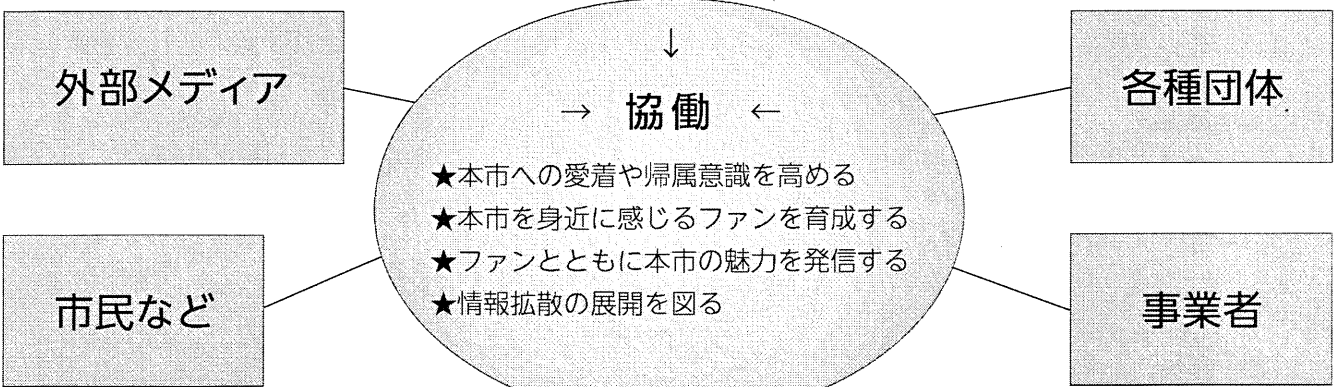 外部メディア
↓
→ 協働 ←
各種団体
★本市への愛着や帰属意識を高める
★本市を身近に感じるファンを育成する
★ファンとともに本市の魅力を発信する
★情報拡散の展開を図る
市民など
事業者